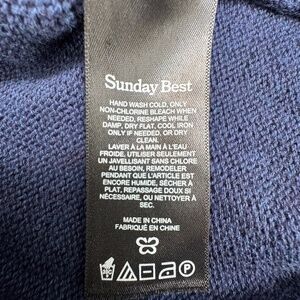 Sunday Best
HAND WASH COLD, ONLY
NON-CHLORINE BLEACH WHEN
NEEDED, RESHAPE WHILE
DAMP, DRY FLAT, COOL IRON
ONLY IF NEEDED, OR DRY
CLEAN.
LAVER À LA MAIN À L'EAU
FROIDE, UTILISER SEULEMENT
UN JAVELLISANT SANS CHLORE
AU BESOIN, REMODELER
PENDANT QUE L'ARTICLE EST
ENCORE HUMIDE, SÉCHER À
PLAT, REPASSAGE DOUX SI
NÉCESSAIRE, OU NETTOYER À
SEC.
MADE IN CHINA
FABRIQUÉ EN CHINE
P